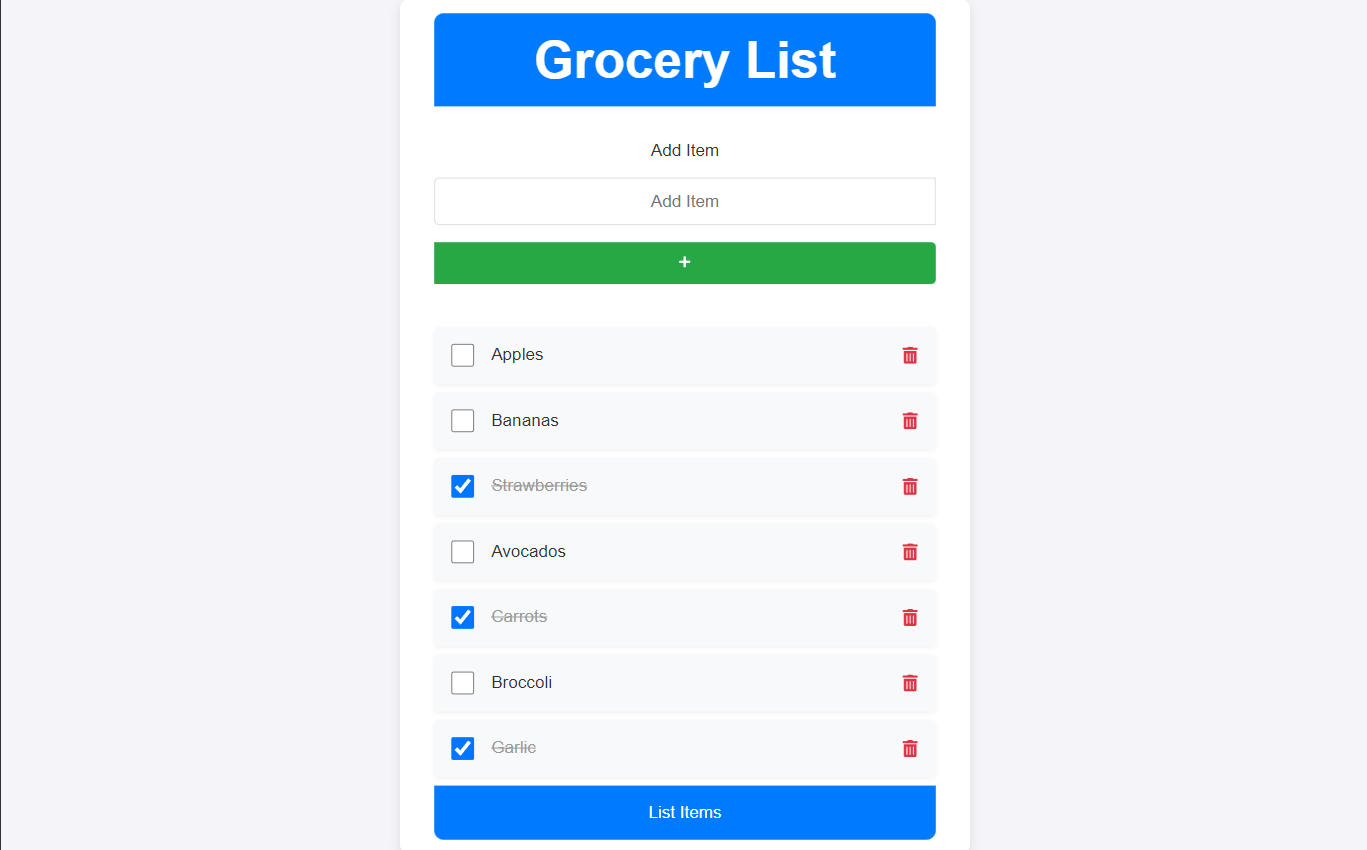 Grocery List
Add Item
Add Item
+
Apples
Bananas
Strawberries
Avocados
Carrots
Broccoli
Garlic
List Items